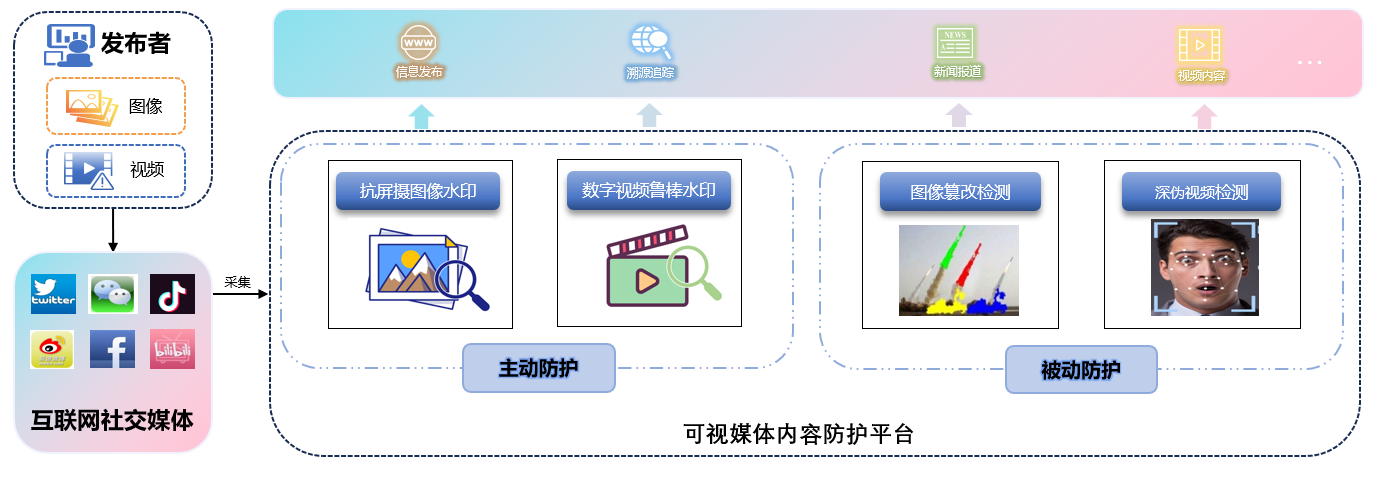 发布者
图像
视频
twitter
bilibili
互联网社交媒体
采集
WWW
信息发布
溯源追踪
NEWS
新闻报道
视频内容
...
抗屏摄图像水印
数字视频鲁棒水印
主动防护
图像篡改检测
深伪视频检测
被动防护
可视媒体内容防护平台